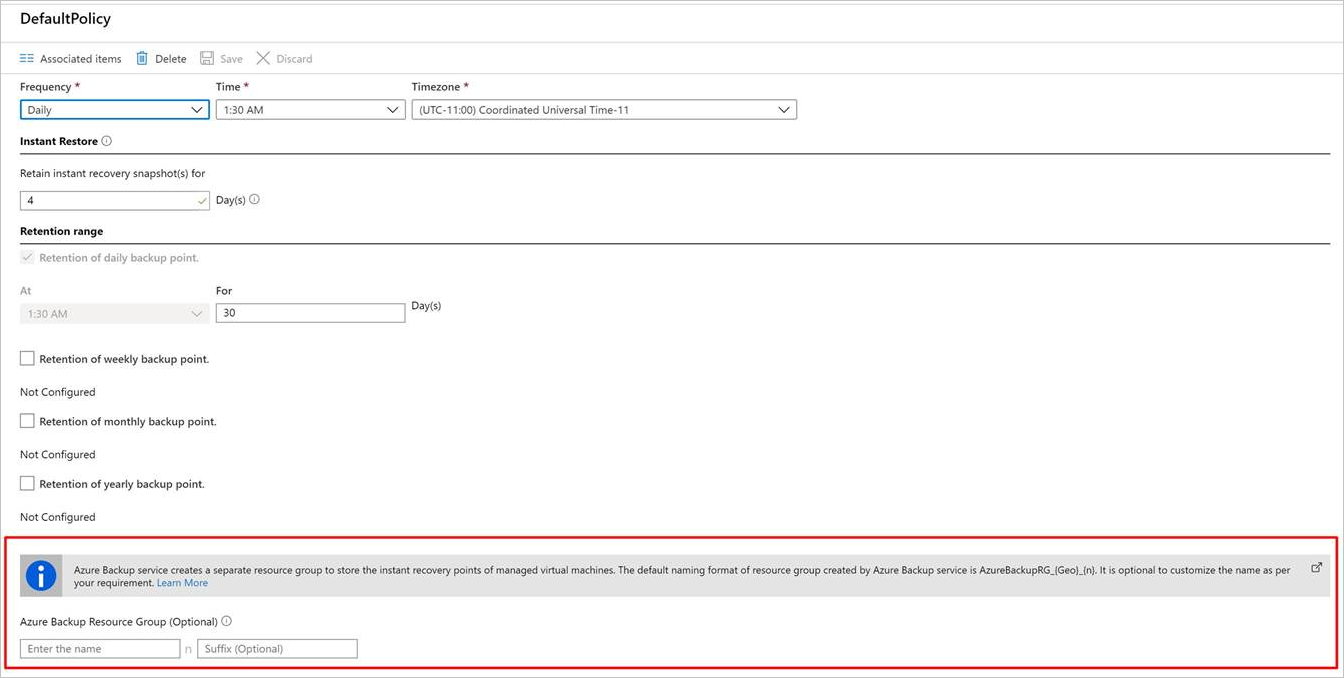 DefaultPolicy
Associated items Delete Save Discard
Frequency * Time * Timezone *
Daily 1:30 AM (UTC-11:00) Coordinated Universal Time-11
Instant Restore
Retain instant recovery snapshot(s) for
4 Day(s)
Retention range
Retention of daily backup point.
At For
1:30 AM 30 Day(s)
Retention of weekly backup point.
Not Configured
Retention of monthly backup point.
Not Configured
Retention of yearly backup point.
Not Configured
Azure Backup service creates a separate resource group to store the instant recovery points of managed virtual machines. The default naming format of resource group created by Azure Backup service is AzureBackupRG_{Geo}_{n}. It is optional to customize the name as per
your requirement. Learn More
Azure Backup Resource Group (Optional)
Enter the name n Suffix (Optional)